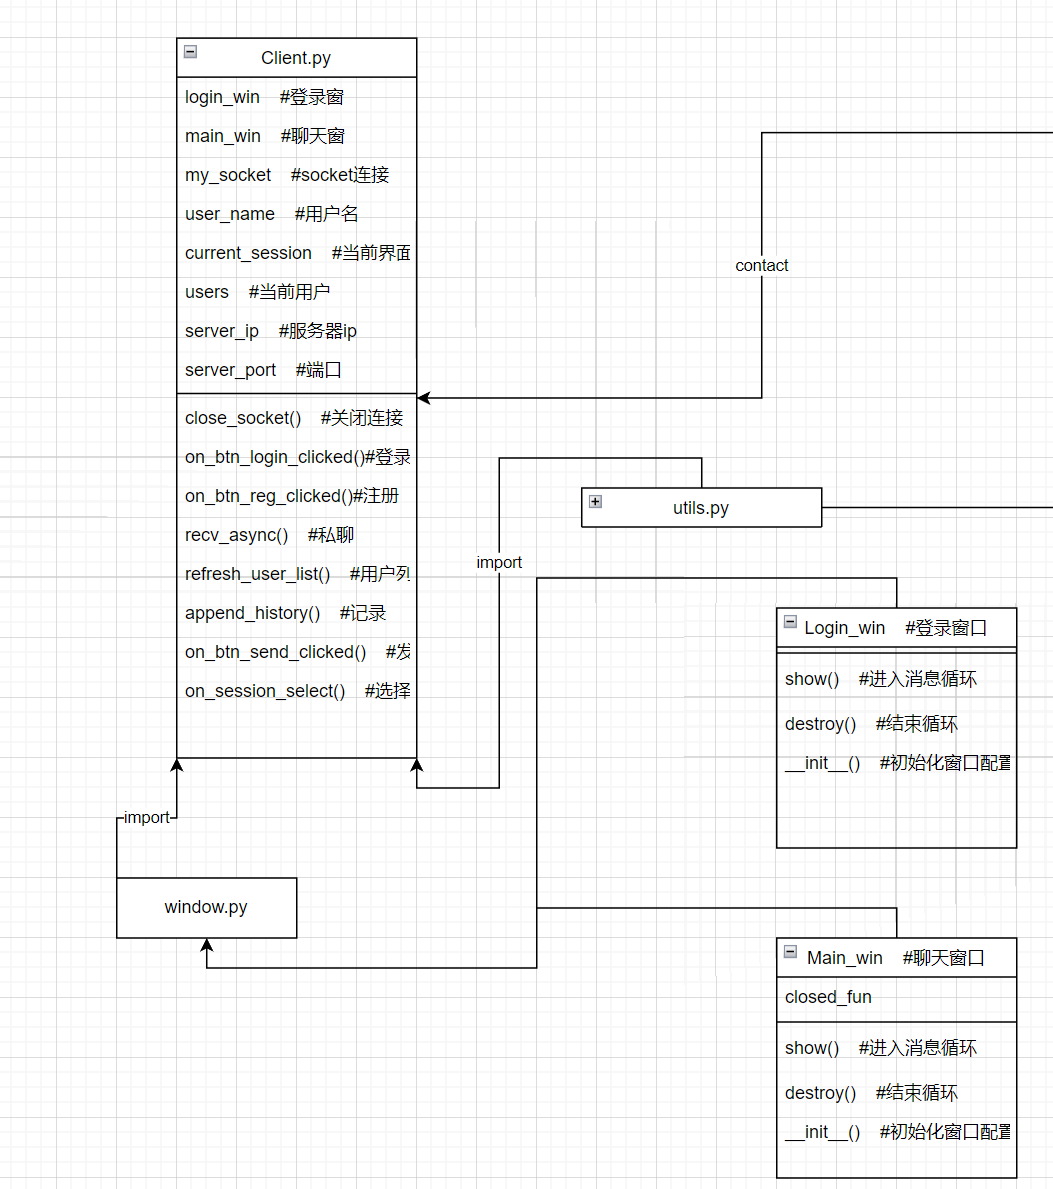 Client.py
login_win #登录窗
main_win #聊天窗
my_socket #socket连接
user_name #用户名
current_session #当前界面
users #当前用户
server_ip #服务器ip
server_port #端口
close_socket() #关闭连接
on_btn_login_clicked()#登录
on_btn_reg_clicked()#注册
recv_async() #私聊
refresh_user_list() #用户列
append_history() #记录
on_btn_send_clicked() #发
on_session_select() #选择
contact
utils.py
import
import
window.py
Login_win #登录窗口
show() #进入消息循环
destroy() #结束循环
__init__() #初始化窗口配置
Main_win #聊天窗口
closed_fun
show() #进入消息循环
destroy() #结束循环
__init__() #初始化窗口配置